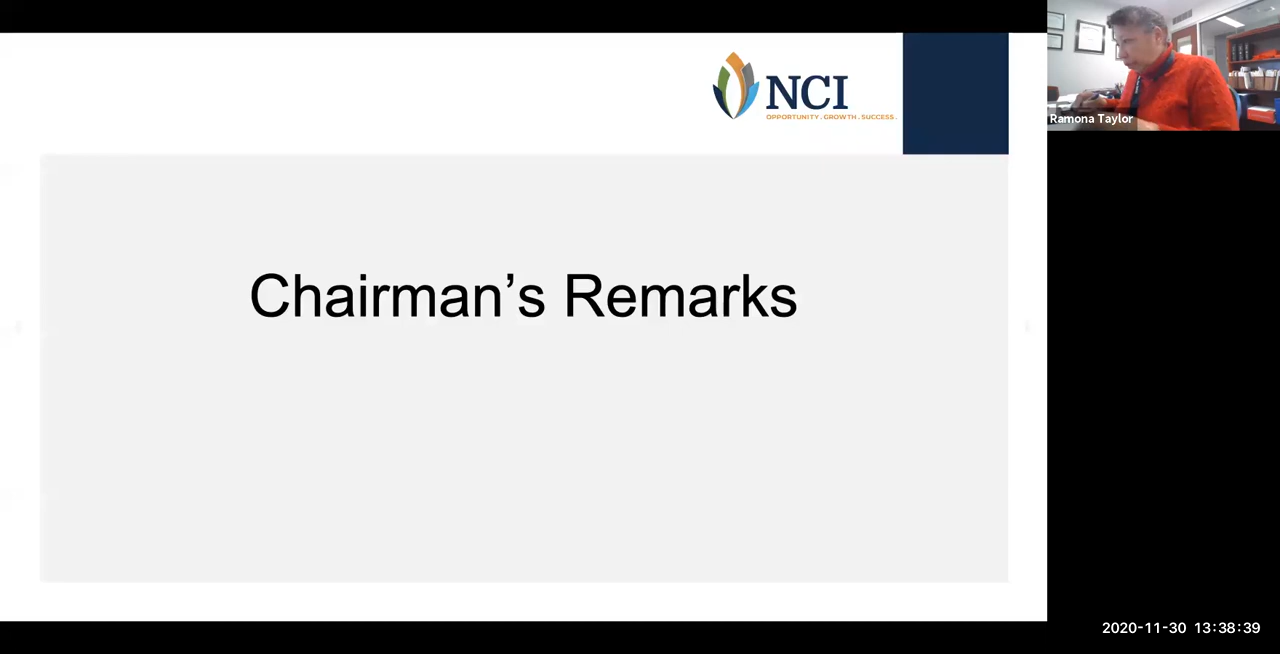 NCI
OPPORTUNITY. GROWTH. SUCCESS.
Ramona Taylor
Chairman’s Remarks
2020-11-30 13:38:39